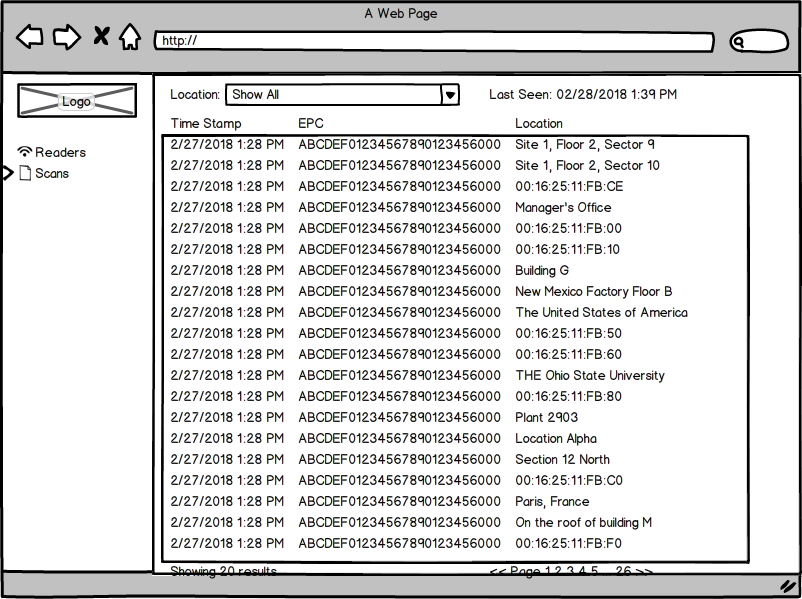 A Web Page
http://
Logo
Location: Show All Last Seen: 02/28/2018 1:39 PM
Readers
Scans
Time Stamp EPC Location
2/27/2018 1:28 PM ABCDEF01234567890123456000 Site 1, Floor 2, Sector 9
2/27/2018 1:28 PM ABCDEF01234567890123456000 Site 1, Floor 2, Sector 10
2/27/2018 1:28 PM ABCDEF01234567890123456000 00:16:25:11:FB:CE
2/27/2018 1:28 PM ABCDEF01234567890123456000 Manager's Office
2/27/2018 1:28 PM ABCDEF01234567890123456000 00:16:25:11:FB:00
2/27/2018 1:28 PM ABCDEF01234567890123456000 00:16:25:11:FB:10
2/27/2018 1:28 PM ABCDEF01234567890123456000 Building G
2/27/2018 1:28 PM ABCDEF01234567890123456000 New Mexico Factory Floor B
2/27/2018 1:28 PM ABCDEF01234567890123456000 The United States of America
2/27/2018 1:28 PM ABCDEF01234567890123456000 00:16:25:11:FB:50
2/27/2018 1:28 PM ABCDEF01234567890123456000 00:16:25:11:FB:60
2/27/2018 1:28 PM ABCDEF01234567890123456000 THE Ohio State University
2/27/2018 1:28 PM ABCDEF01234567890123456000 00:16:25:11:FB:80
2/27/2018 1:28 PM ABCDEF01234567890123456000 Plant 2903
2/27/2018 1:28 PM ABCDEF01234567890123456000 Location Alpha
2/27/2018 1:28 PM ABCDEF01234567890123456000 Section 12 North
2/27/2018 1:28 PM ABCDEF01234567890123456000 00:16:25:11:FB:C0
2/27/2018 1:28 PM ABCDEF01234567890123456000 Paris, France
2/27/2018 1:28 PM ABCDEF01234567890123456000 On the roof of building M
2/27/2018 1:28 PM ABCDEF01234567890123456000 00:16:25:11:FB:F0
Showing 20 results << Page 1 2 3 4 5 ... 26 >>